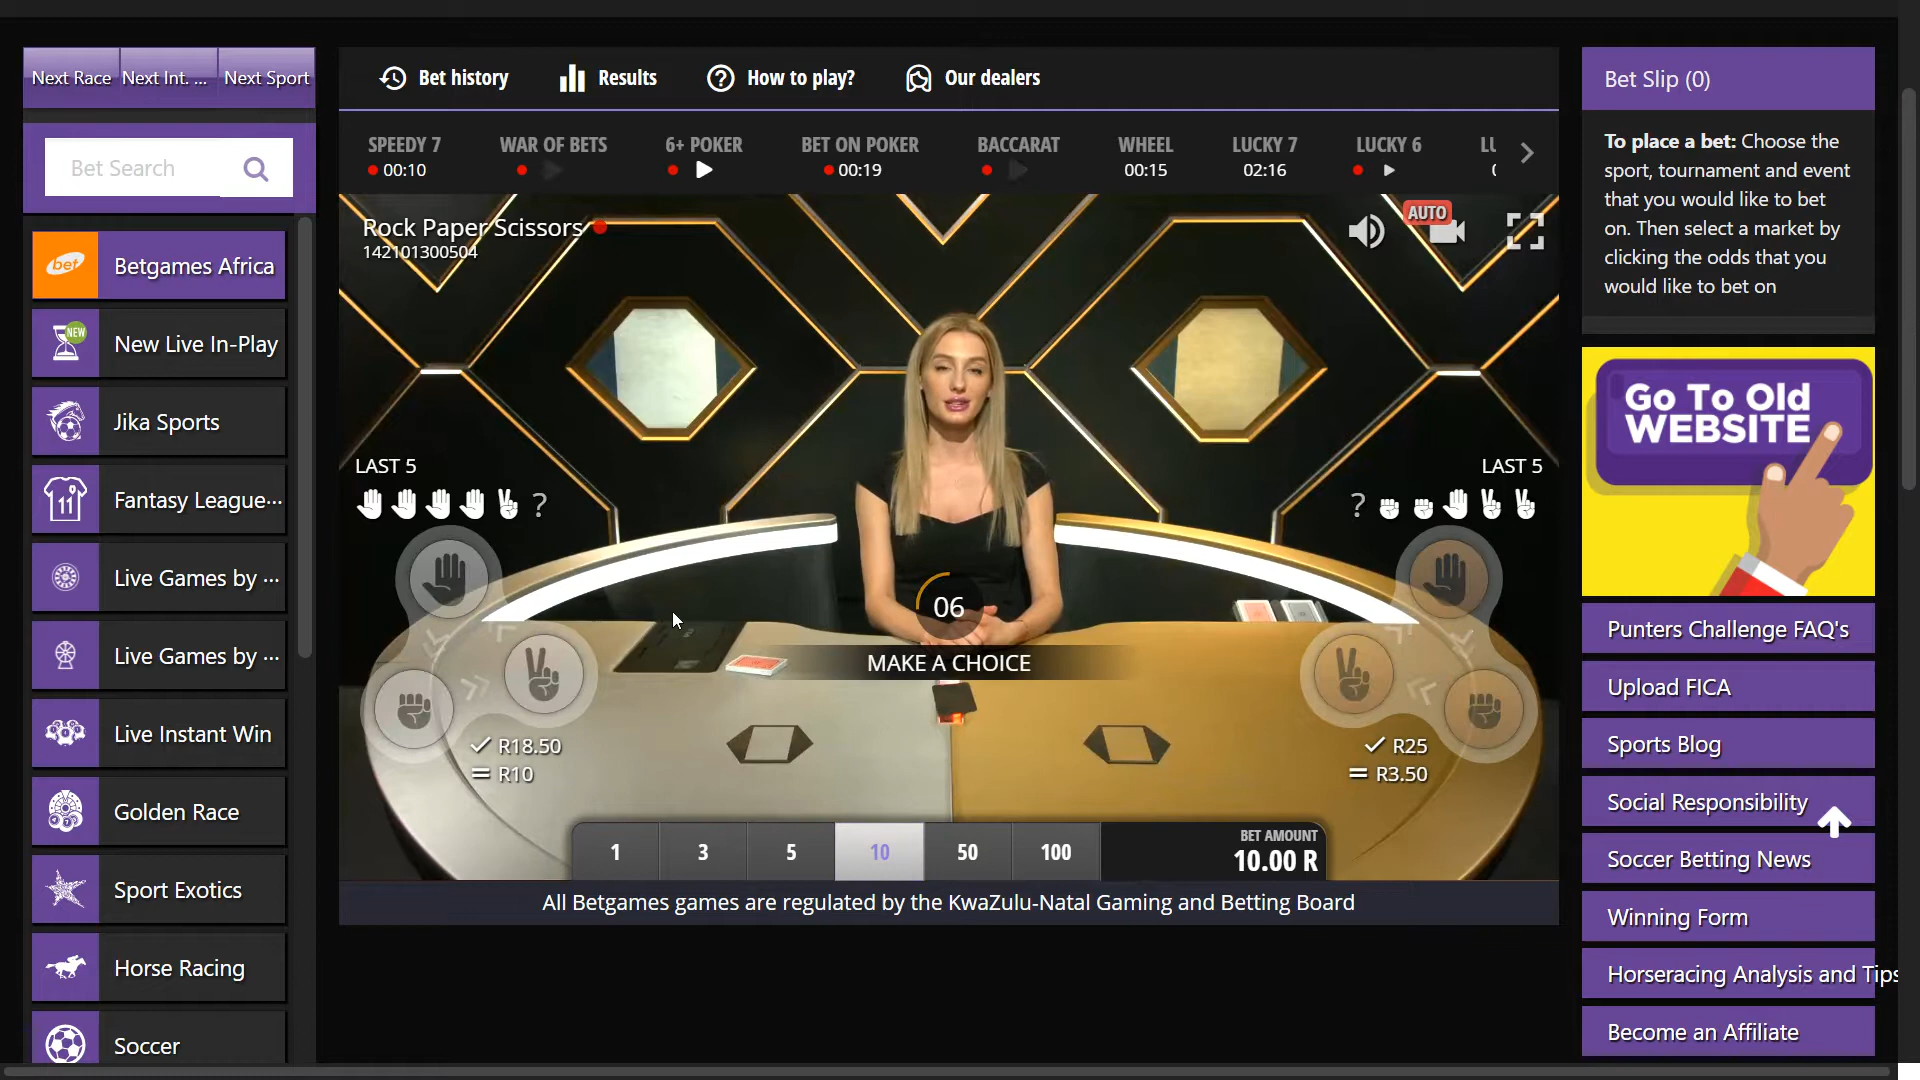 Next Race
Next Int. ...
Next Sport
Bet Search
bet
Betgames Africa
NEW
New Live In-Play
Jika Sports
11
Fantasy League...
Live Games by ...
Live Games by ...
Live Instant Win
Golden Race
Sport Exotics
Horse Racing
Soccer
Bet history
Results
How to play?
Our dealers
SPEEDY 7
00:10
WAR OF BETS
6+ POKER
BET ON POKER
00:19
BACCARAT
WHEEL
00:15
LUCKY 7
02:16
LUCKY 6
Rock Paper Scissors
142101300504
AUTO
LAST 5
?
LAST 5
?
06
MAKE A CHOICE
R18.50
= R10
R25
= R3.50
1
3
5
10
50
100
BET AMOUNT
10.00 R
All Betgames games are regulated by the KwaZulu-Natal Gaming and Betting Board
Bet Slip (0)
To place a bet: Choose the
sport, tournament and event
that you would like to bet
on. Then select a market by
clicking the odds that you
would like to bet on
Go To Old
WEBSITE
Punters Challenge FAQ's
Upload FICA
Sports Blog
Social Responsibility
Soccer Betting News
Winning Form
Horseracing Analysis and Tips
Become an Affiliate